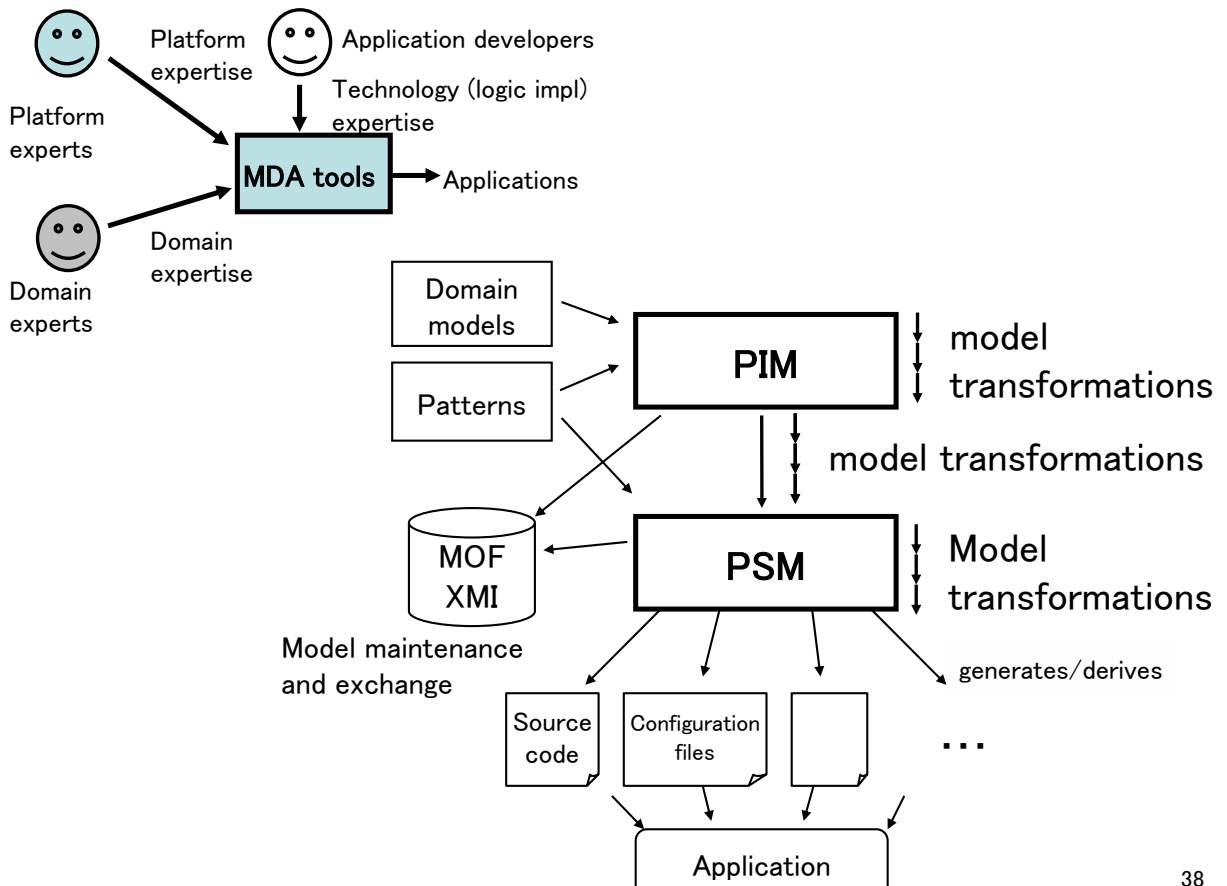 Platform
expertise
Application developers
Technology (logic impl)
expertise
Platform
experts
MDA tools
Applications
Domain
expertise
Domain
experts
Domain
models
Patterns
PIM
model
transformations
model transformations
MOF
XMI
PSM
Model
transformations
Model maintenance
and exchange
generates/derives
Source
code
Configuration
files
...
Application
38